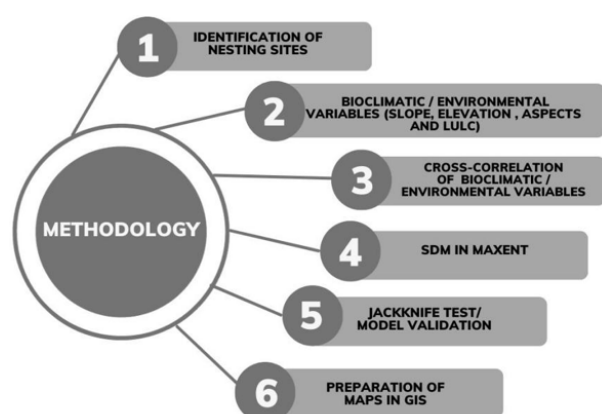 METHODOLOGY
1
IDENTIFICATION OF
NESTING SITES
2
BIOCLIMATIC / ENVIRONMENTAL
VARIABLES (SLOPE, ELEVATION , ASPECTS
AND LULC)
3
CROSS-CORRELATION
OF BIOCLIMATIC /
ENVIRONMENTAL VARIABLES
4
SDM IN MAXENT
5
JACKKNIFE TEST/
MODEL VALIDATION
6
PREPARATION OF
MAPS IN GIS